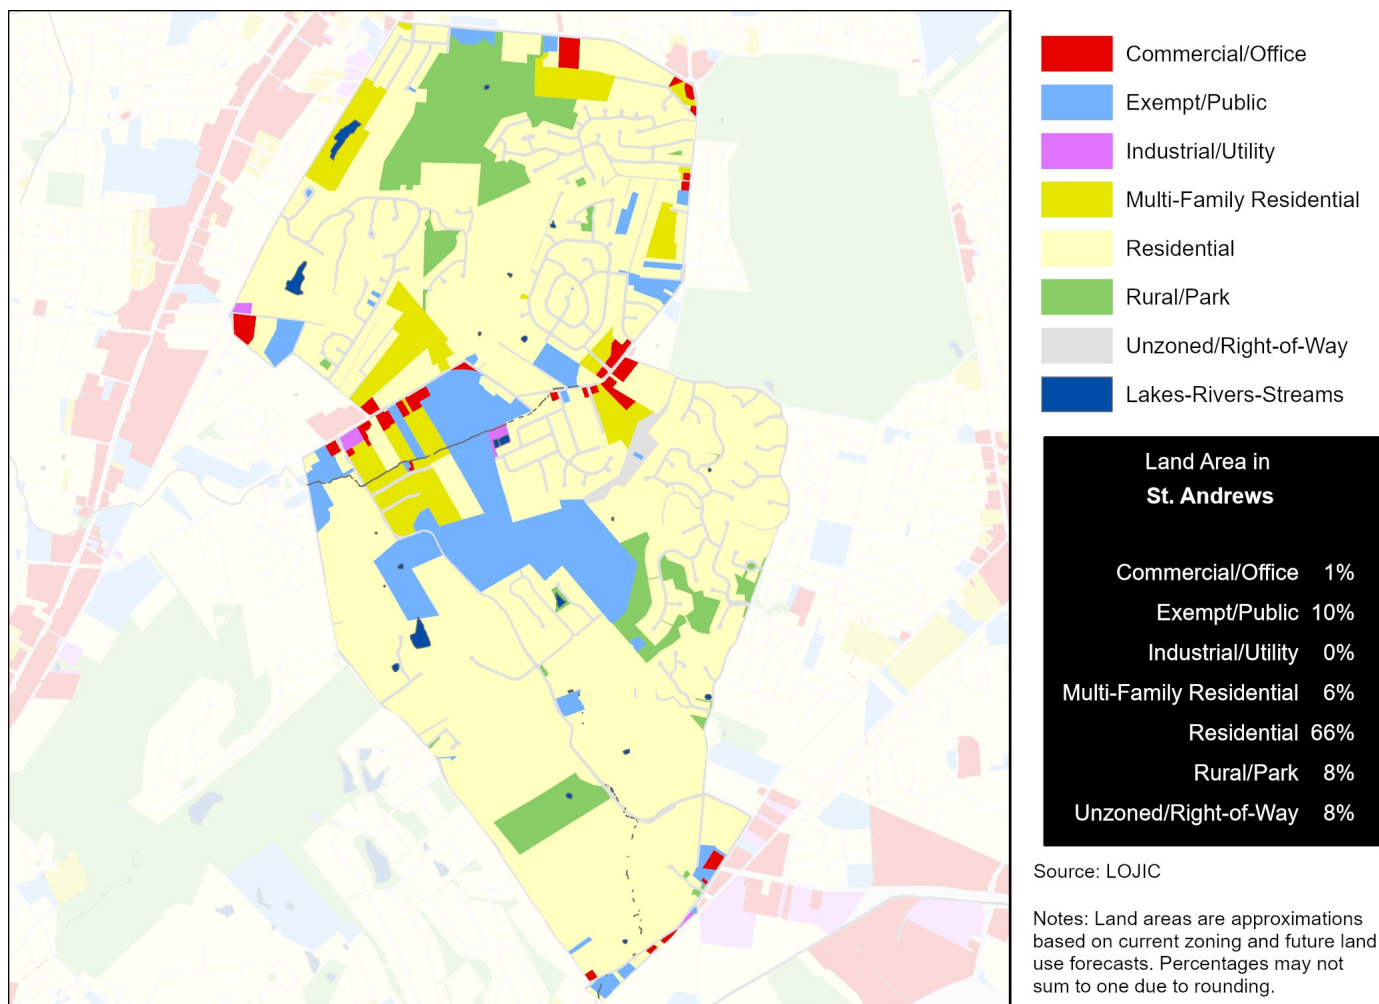 Commercial/Office
Exempt/Public
Industrial/Utility
Multi-Family Residential
Residential
Rural/Park
Unzoned/Right-of-Way
Lakes-Rivers-Streams
Land Area in
St. Andrews
Commercial/Office 1%
Exempt/Public 10%
Industrial/Utility 0%
Multi-Family Residential 6%
Residential 66%
Rural/Park 8%
Unzoned/Right-of-Way 8%
Source: LOJIC
Notes: Land areas are approximations
based on current zoning and future land
use forecasts. Percentages may not
sum to one due to rounding.